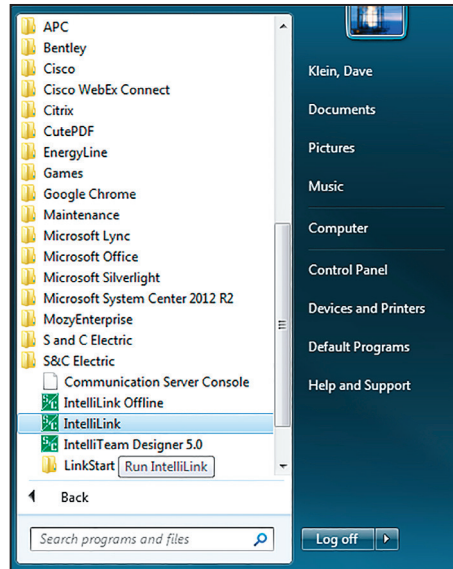 APC
Bentley
Cisco
Cisco WebEx Connect
Citrix
CutePDF
EnergyLine
Games
Google Chrome
Maintenance
Microsoft Lync
Microsoft Office
Microsoft Silverlight
Microsoft System Center 2012 R2
MozyEnterprise
S and C Electric
S&C Electric
Communication Server Console
IntelliLink Offline
IntelliLink
IntelliTeam Designer 5.0
LinkStart Run IntelliLink
Back
Search programs and files
Klein, Dave
Documents
Pictures
Music
Computer
Control Panel
Devices and Printers
Default Programs
Help and Support
Log off